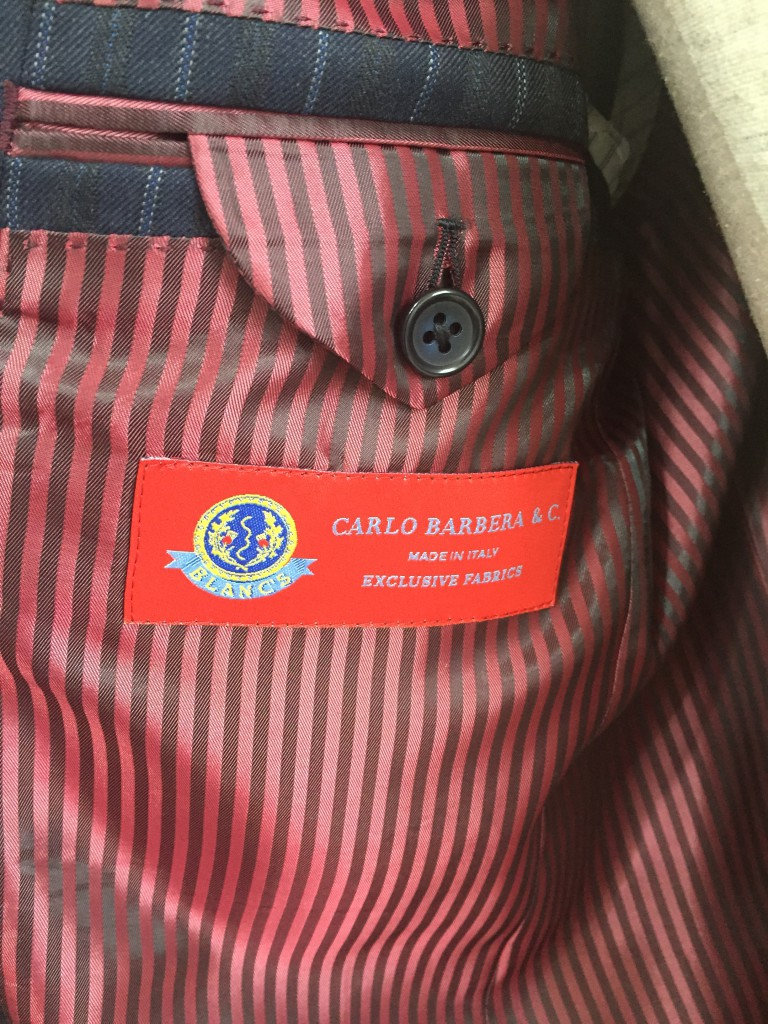 BLANC'S
CARLO BARBERA & C.
MADE IN ITALY
EXCLUSIVE FABRICS